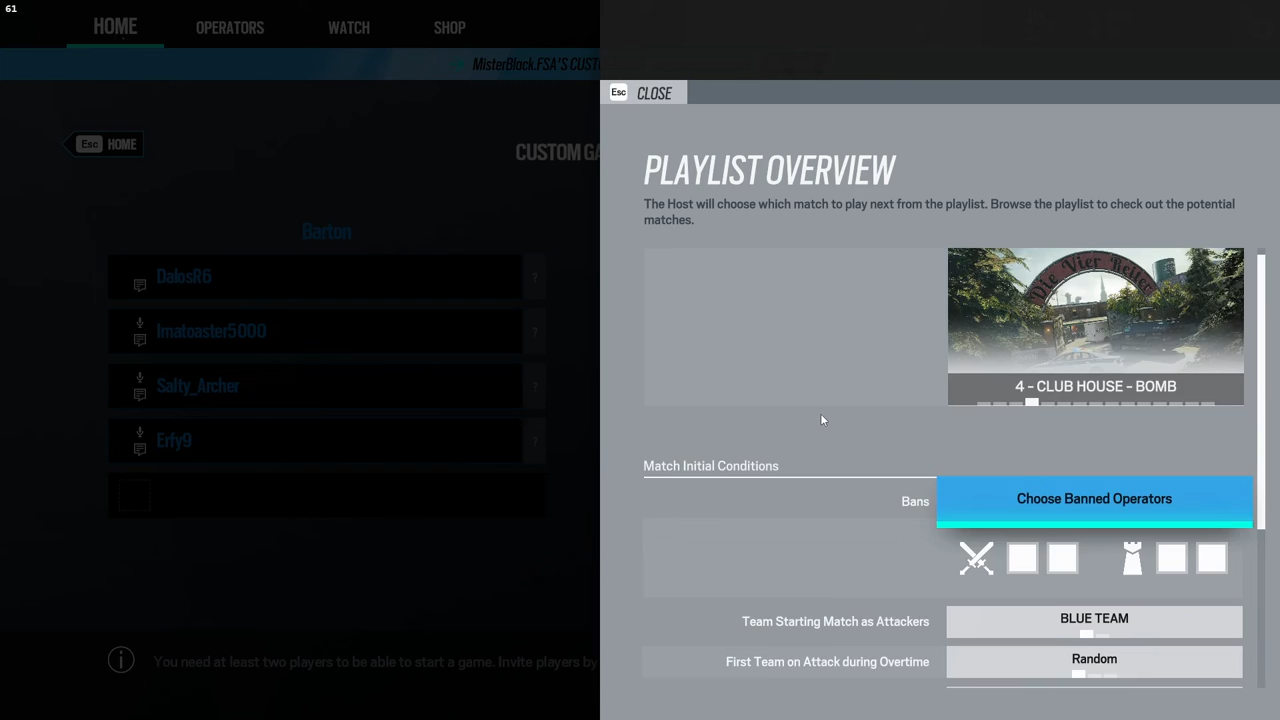 61
HOME
OPERATORS
WATCH
SHOP
MisterBlock.FSA'S CUST
Esc CLOSE
Esc HOME
CUSTOM GA
PLAYLIST OVERVIEW
The Host will choose which match to play next from the playlist. Browse the playlist to check out the potential
matches.
Barton
DalosR6
?
Imatoaster5000
?
Salty_Archer
?
Erfy9
?
Die Vier Reiter
4 - CLUB HOUSE - BOMB
Match Initial Conditions
Bans
Choose Banned Operators
Team Starting Match as Attackers
BLUE TEAM
First Team on Attack during Overtime
Random
You need at least two players to be able to start a game. Invite players by